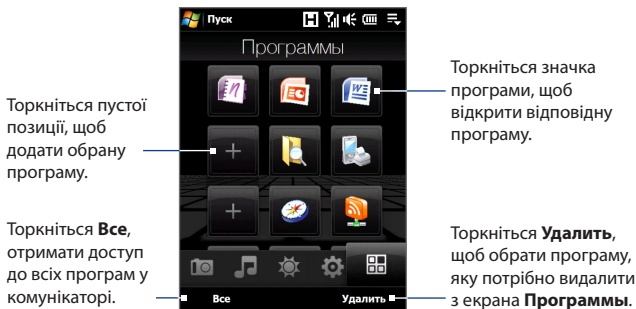 Пуск
Программы
Торкніться пустої
позиції, щоб
додати обрану
програму.
Торкніться значка
програми, щоб
відкрити відповідну
програму.
Торкніться Все,
отримати доступ
до всіх програм у
комунікаторі.
Торкніться Удалить,
щоб обрати програму,
яку потрібно видалити
з екрана Программы.
Все
Удалить